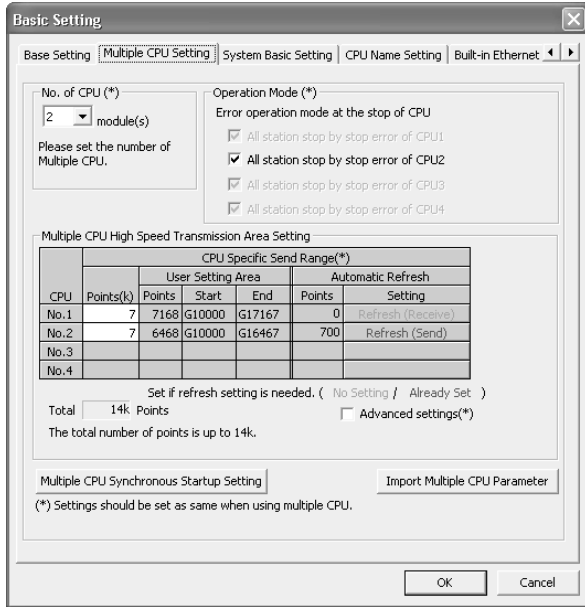 Basic Setting
Base Setting Multiple CPU Setting System Basic Setting CPU Name Setting Built-in Ethernet
No. of CPU (*)
2 module(s)
Please set the number of
Multiple CPU.
Operation Mode (*)
Error operation mode at the stop of CPU
All station stop by stop error of CPU1
All station stop by stop error of CPU2
All station stop by stop error of CPU3
All station stop by stop error of CPU4
Multiple CPU High Speed Transmission Area Setting
CPU Specific Send Range(*)
User Setting Area Automatic Refresh
CPU Points(k) Points Start End Points Setting
No.1 7 7168 G10000 G17167 0 Refresh (Receive)
No.2 7 6468 G10000 G16467 700 Refresh (Send)
No.3
No.4
Set if refresh setting is needed. ( No Setting / Already Set )
Total 14k Points Advanced settings(*)
The total number of points is up to 14k.
Multiple CPU Synchronous Startup Setting Import Multiple CPU Parameter
(*) Settings should be set as same when using multiple CPU.
OK Cancel